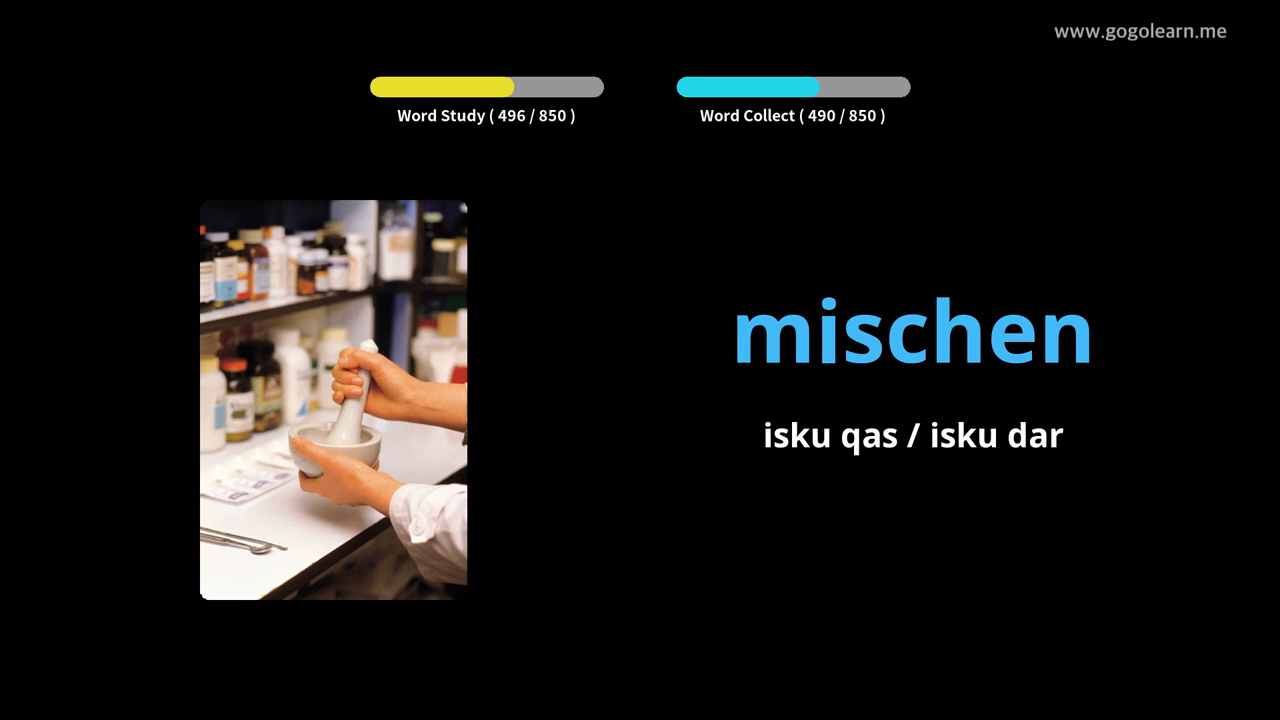 www.gogolearn.me
Word Study ( 496 / 850 )
Word Collect ( 490 / 850 )
mischen
isku qas / isku dar